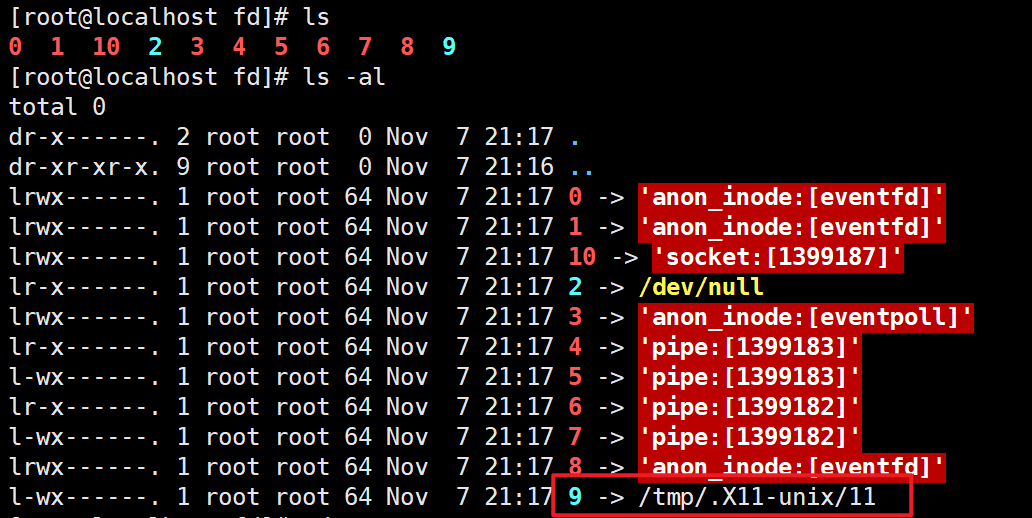 [root@localhost fd]# ls
0  1  10  2  3  4  5  6  7  8  9
[root@localhost fd]# ls -al
total 0
dr-x------. 2 root root  0 Nov  7 21:17 .
dr-xr-xr-x. 9 root root  0 Nov  7 21:16 ..
lrwx------. 1 root root 64 Nov  7 21:17 0 -> 'anon_inode:[eventfd]'
lrwx------. 1 root root 64 Nov  7 21:17 1 -> 'anon_inode:[eventfd]'
lrwx------. 1 root root 64 Nov  7 21:17 10 -> 'socket:[1399187]'
lr-x------. 1 root root 64 Nov  7 21:17 2 -> /dev/null
lrwx------. 1 root root 64 Nov  7 21:17 3 -> 'anon_inode:[eventpoll]'
lr-x------. 1 root root 64 Nov  7 21:17 4 -> 'pipe:[1399183]'
l-wx------. 1 root root 64 Nov  7 21:17 5 -> 'pipe:[1399183]'
lr-x------. 1 root root 64 Nov  7 21:17 6 -> 'pipe:[1399182]'
l-wx------. 1 root root 64 Nov  7 21:17 7 -> 'pipe:[1399182]'
lrwx------. 1 root root 64 Nov  7 21:17 8 -> 'anon_inode:[eventfd]'
l-wx------. 1 root root 64 Nov  7 21:17 9 -> /tmp/.X11-unix/11